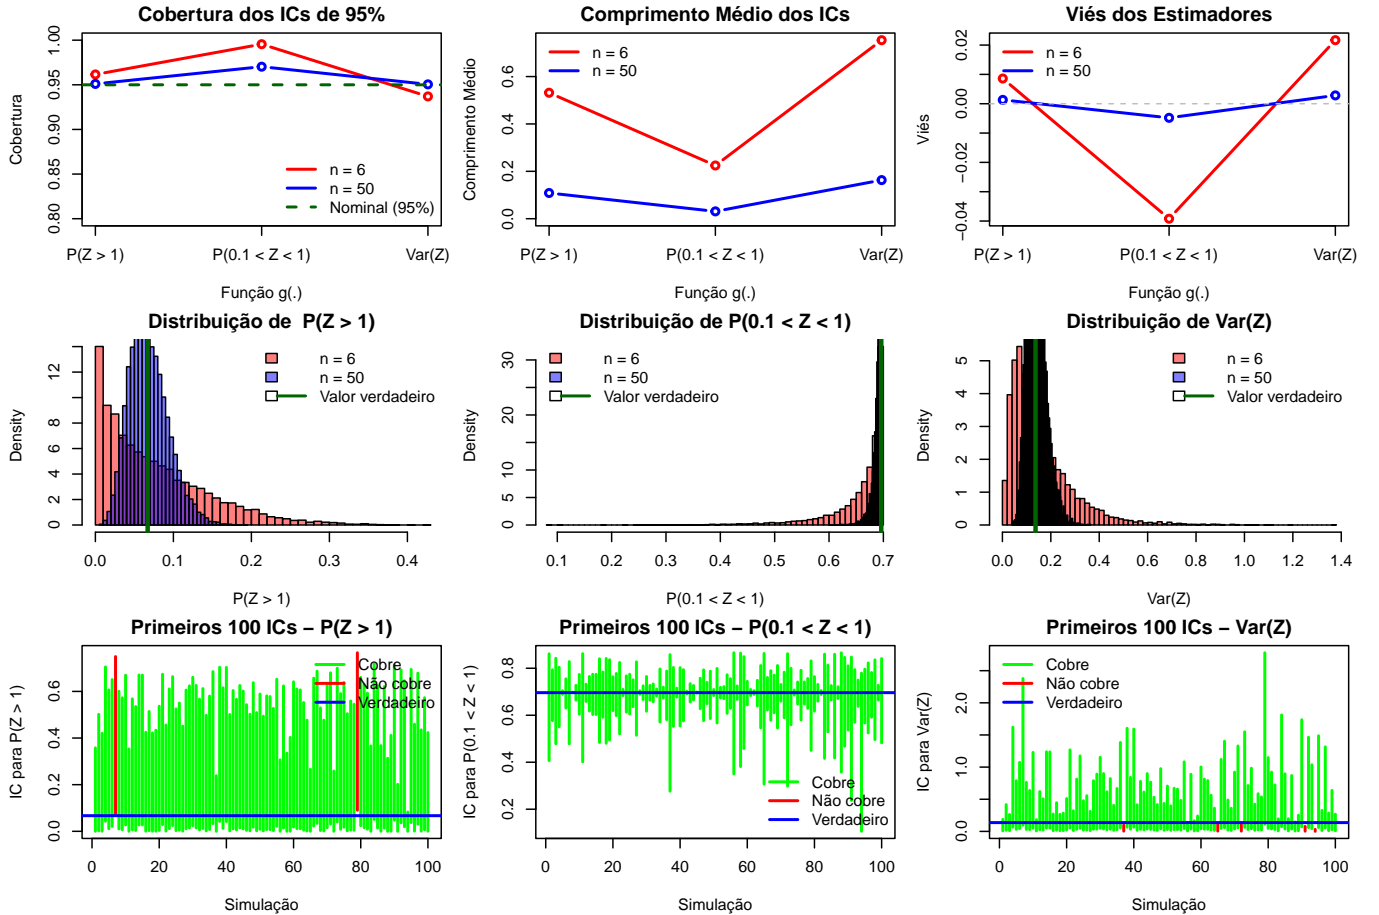 Cobertura dos ICs de 95%
Cobertura
0.80
0.85
0.90
0.95
1.00
n = 6
n = 50
Nominal (95%)
P(Z > 1)
P(0.1 < Z < 1)
Var(Z)
Função g(.)
Comprimento Médio dos ICs
Comprimento Médio
0.0
0.2
0.4
0.6
n = 6
n = 50
P(Z > 1)
P(0.1 < Z < 1)
Var(Z)
Função g(.)
Viés dos Estimadores
Viés
−0.04
−0.02
0.00
0.02
n = 6
n = 50
P(Z > 1)
P(0.1 < Z < 1)
Var(Z)
Função g(.)
Distribuição de P(Z > 1)
Density
0
2
4
6
8
12
n = 6
n = 50
Valor verdadeiro
0.0
0.1
0.2
0.3
0.4
P(Z > 1)
Distribuição de P(0.1 < Z < 1)
Density
0
5
10
20
30
n = 6
n = 50
Valor verdadeiro
0.1
0.2
0.3
0.4
0.5
0.6
0.7
P(0.1 < Z < 1)
Distribuição de Var(Z)
Density
0
1
2
3
4
5
n = 6
n = 50
Valor verdadeiro
0.0
0.2
0.4
0.6
0.8
1.0
1.2
1.4
Var(Z)
Primeiros 100 ICs − P(Z > 1)
IC para P(Z > 1)
0.0
0.2
0.4
0.6
Cobre
Não cobre
Verdadeiro
0
20
40
60
80
100
Simulação
Primeiros 100 ICs − P(0.1 < Z < 1)
IC para P(0.1 < Z < 1)
0.2
0.4
0.6
0.8
Cobre
Não cobre
Verdadeiro
0
20
40
60
80
100
Simulação
Primeiros 100 ICs − Var(Z)
IC para Var(Z)
0.0
1.0
2.0
Cobre
Não cobre
Verdadeiro
0
20
40
60
80
100
Simulação